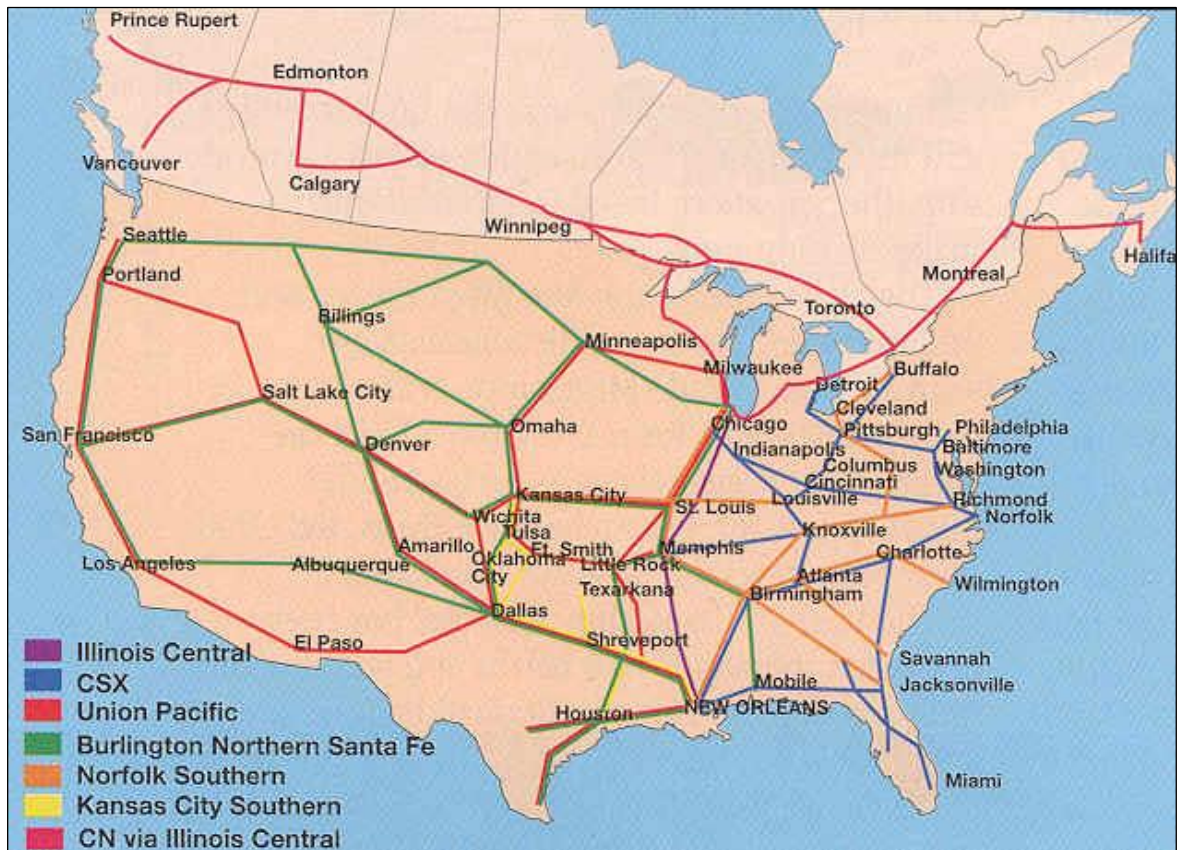 Prince Rupert
Edmonton
Vancouver
Calgary
Winnipeg
Seattle
Halifa
Portland
Montreal
Toronto
Billings
Minneapolis
Milwaukee
Buffalo
Detroit
Salt Lake City
Cleveland
Chicago
Omaha
Pittsburgh
Philadelphia
San Francisco
Denver
Indianapolis
Baltimore
Columbus
Washington
Cincinnati
Kansas City
Louisville
Richmond
St. Louis
Norfolk
Wichita
Tulsa
Knoxville
Amarillo
Oklahoma
City
Ft. Smith
Memphis
Charlotte
Los Angeles
Albuquerque
Little Rock
Atlanta
Wilmington
Texarkana
Birmingham
Dallas
El Paso
Shreveport
Savannah
Mobile
Jacksonville
Houston
NEW ORLEANS
Miami
Illinois Central
CSX
Union Pacific
Burlington Northern Santa Fe
Norfolk Southern
Kansas City Southern
CN via Illinois Central